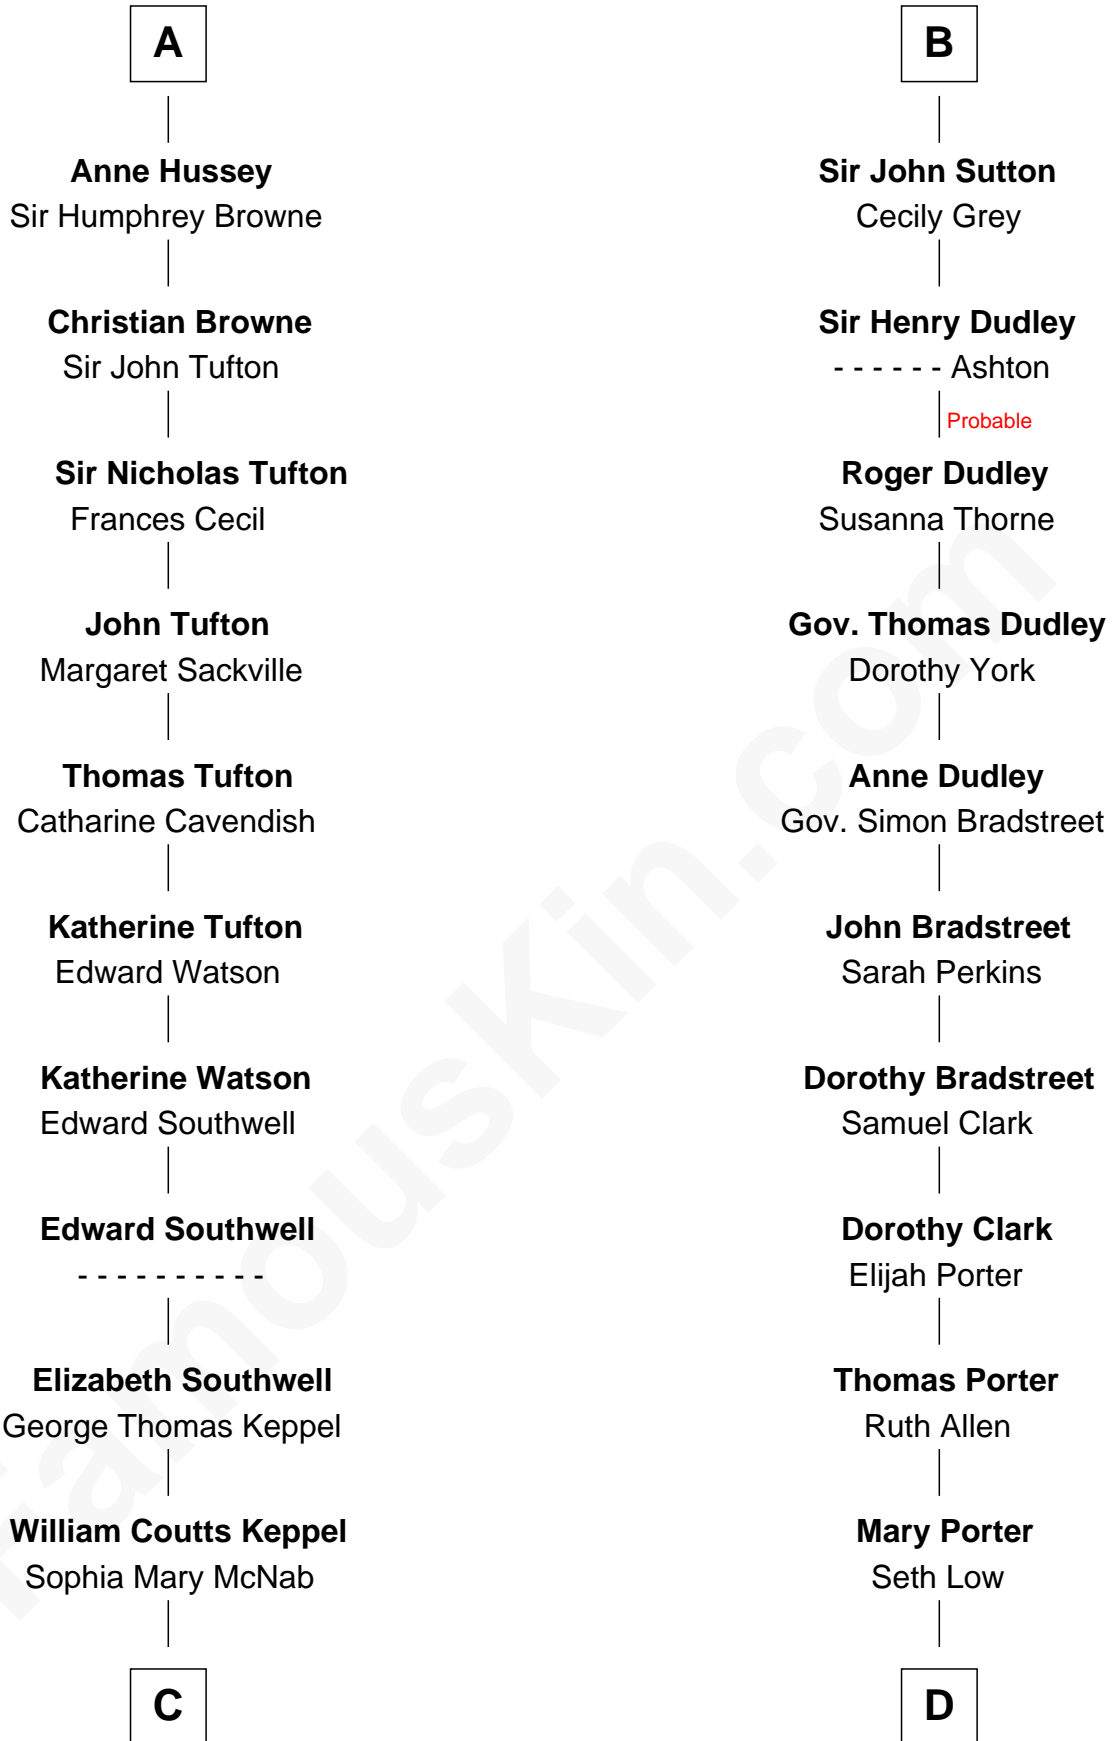 A
Anne Hussey
Sir Humphrey Browne
Christian Browne
Sir John Tufton
Sir Nicholas Tufton
Frances Cecil
John Tufton
Margaret Sackville
Thomas Tufton
Catharine Cavendish
Katherine Tufton
Edward Watson
Katherine Watson
Edward Southwell
Edward Southwell
- - - - - - - - - -
Elizabeth Southwell
George Thomas Keppel
William Coutts Keppel
Sophia Mary McNab
C
B
Sir John Sutton
Cecily Grey
Sir Henry Dudley
- - - - - - Ashton
Probable
Roger Dudley
Susanna Thorne
Gov. Thomas Dudley
Dorothy York
Anne Dudley
Gov. Simon Bradstreet
John Bradstreet
Sarah Perkins
Dorothy Bradstreet
Samuel Clark
Dorothy Clark
Elijah Porter
Thomas Porter
Ruth Allen
Mary Porter
Seth Low
D
FamousKin.com